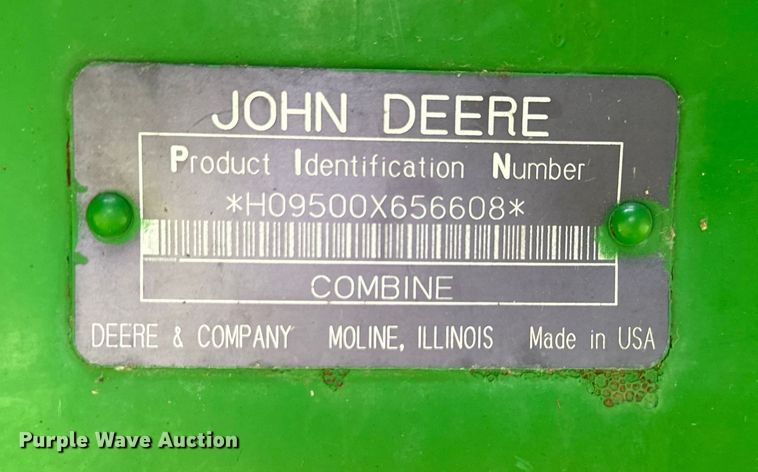 JOHN DEERE
Product Identification Number
*H09500X656608*
COMBINE
DEERE & COMPANY MOLINE, ILLINOIS Made in USA
Purple Wave Auction